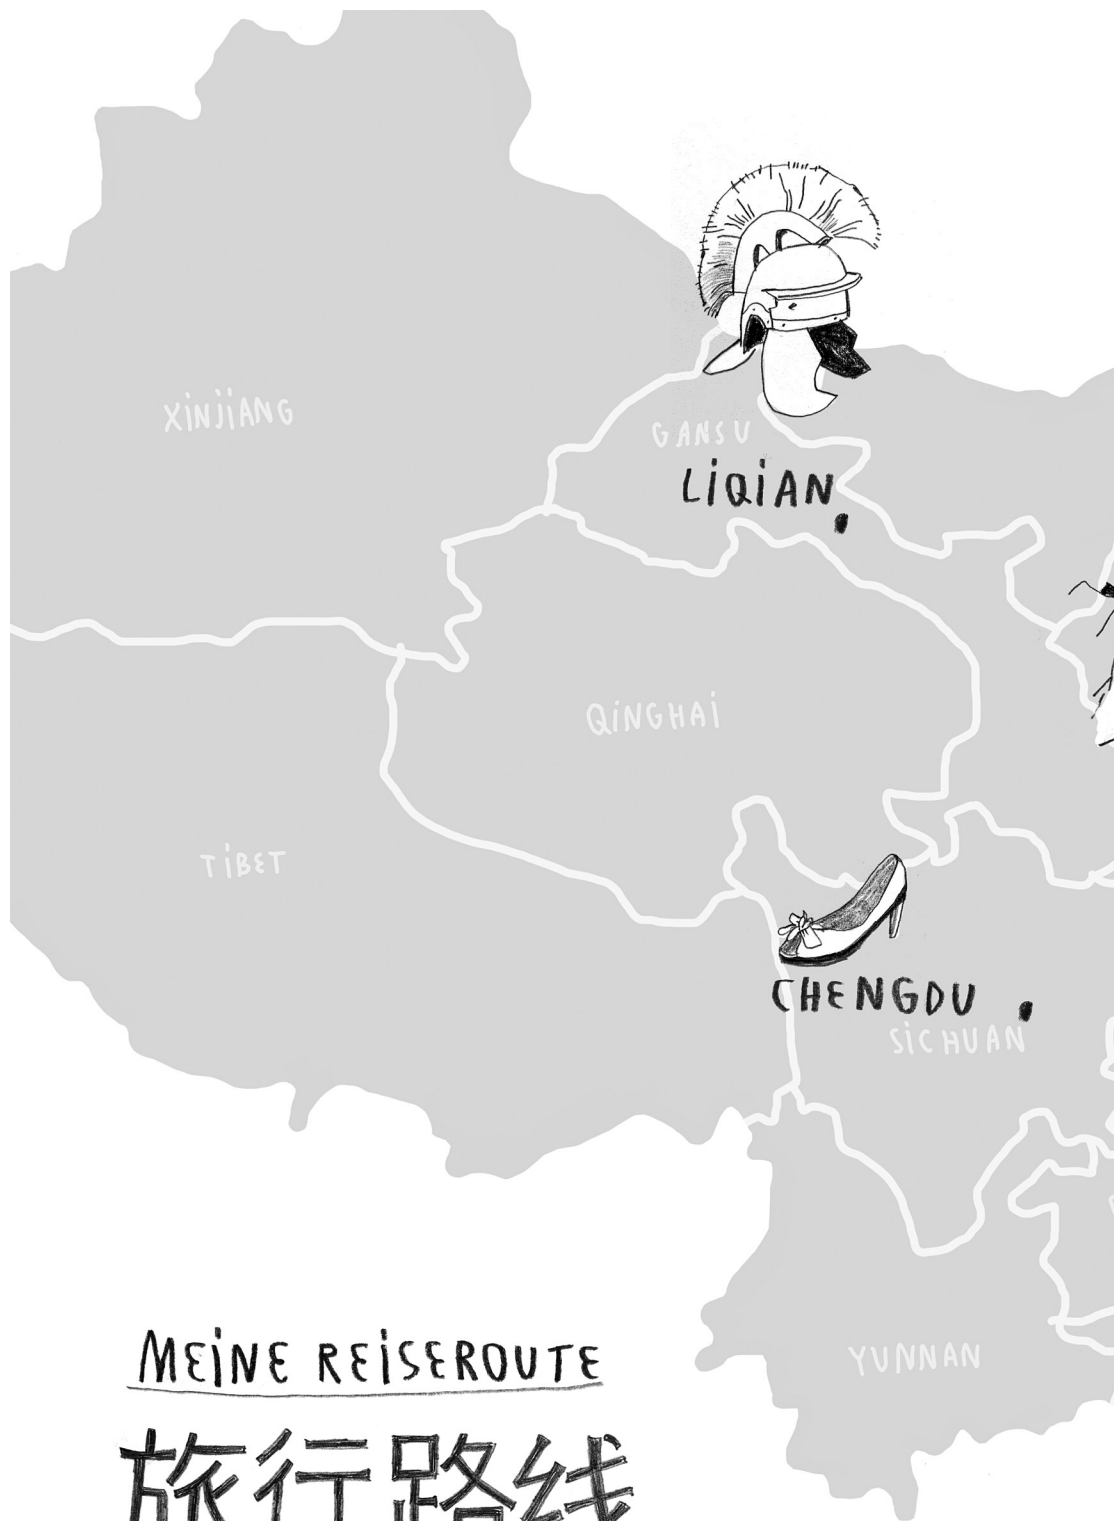 XINJIANG
GANSU
LIQIAN
QINGHAI
TIBET
CHENGDU
SICHUAN
YUNNAN
MEINE REISEROUTE
旅行路线